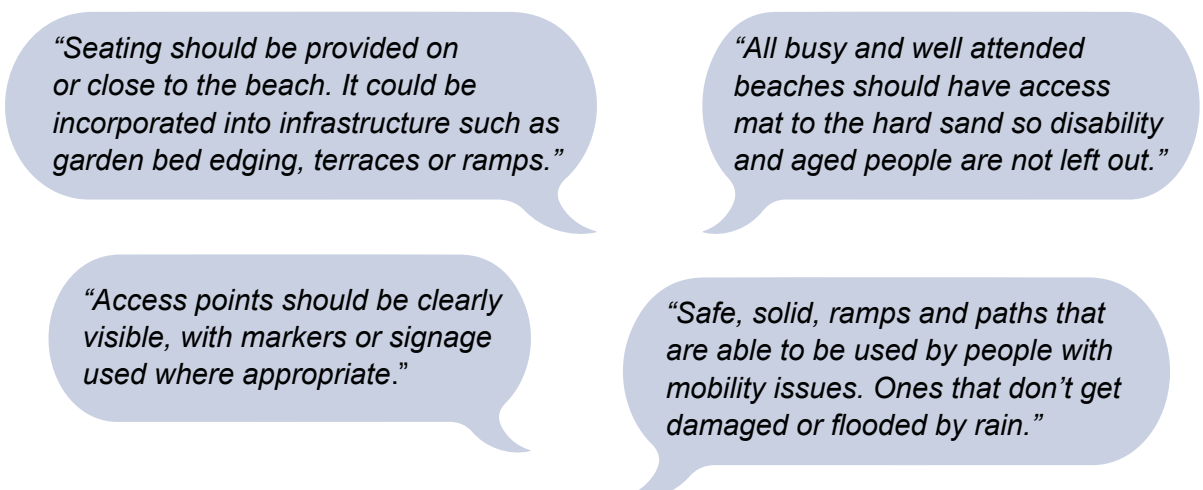 “Seating should be provided on
or close to the beach. It could be
incorporated into infrastructure such as
garden bed edging, terraces or ramps.”
“All busy and well attended
beaches should have access
mat to the hard sand so disability
and aged people are not left out.”
“Access points should be clearly
visible, with markers or signage
used where appropriate.”
“Safe, solid, ramps and paths that
are able to be used by people with
mobility issues. Ones that don’t get
damaged or flooded by rain.”